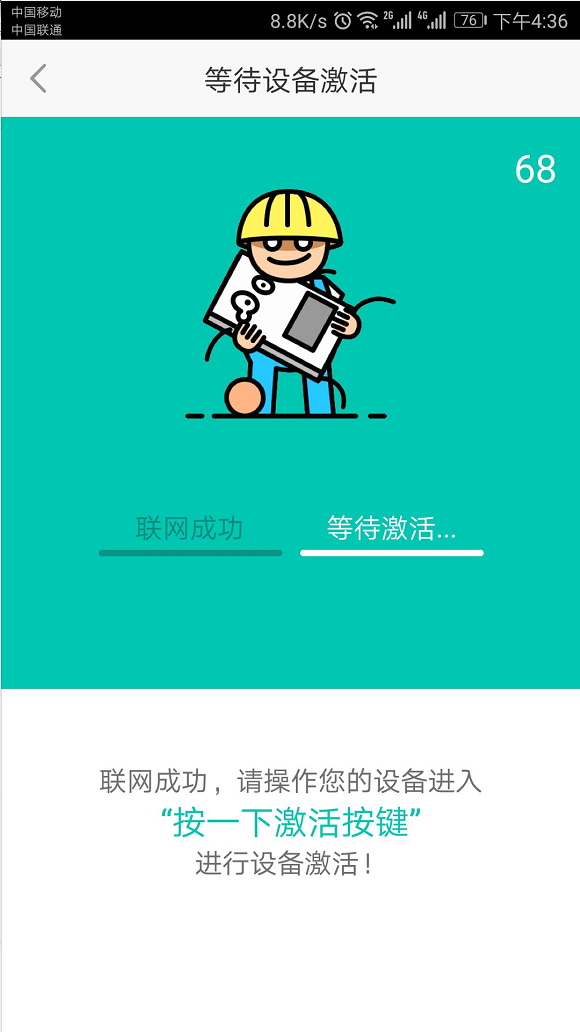 中国移动
中国联通
8.8K/s 2G 4G 76 下午4:36
等待设备激活
68
联网成功 等待激活...
联网成功，请操作您的设备进入
“按一下激活按键”
进行设备激活！